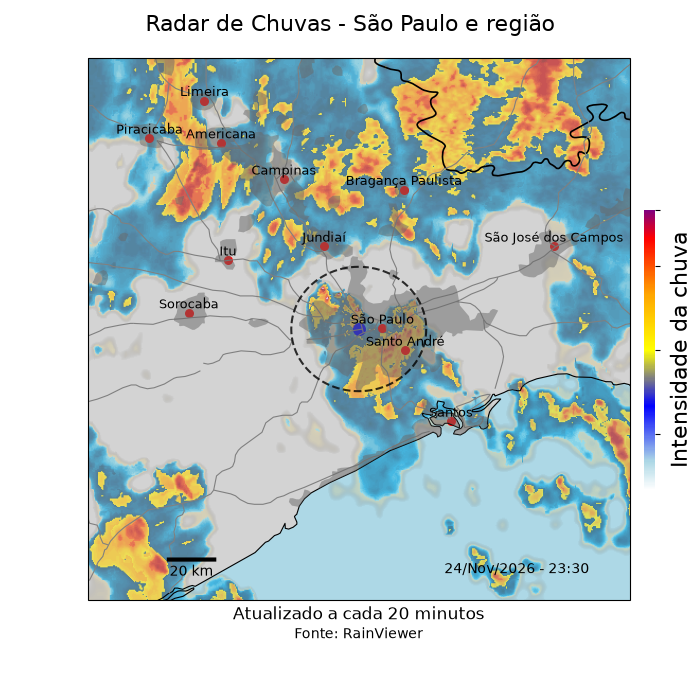 Radar de Chuvas - São Paulo e região
Limeira
Piracicaba
Americana
Campinas
Bragança Paulista
Jundiaí
São José dos Campos
Itu
Sorocaba
São Paulo
Santo André
Santos
Intensidade da chuva
20 km
24/Nov/2026 - 23:30
Atualizado a cada 20 minutos
Fonte: RainViewer